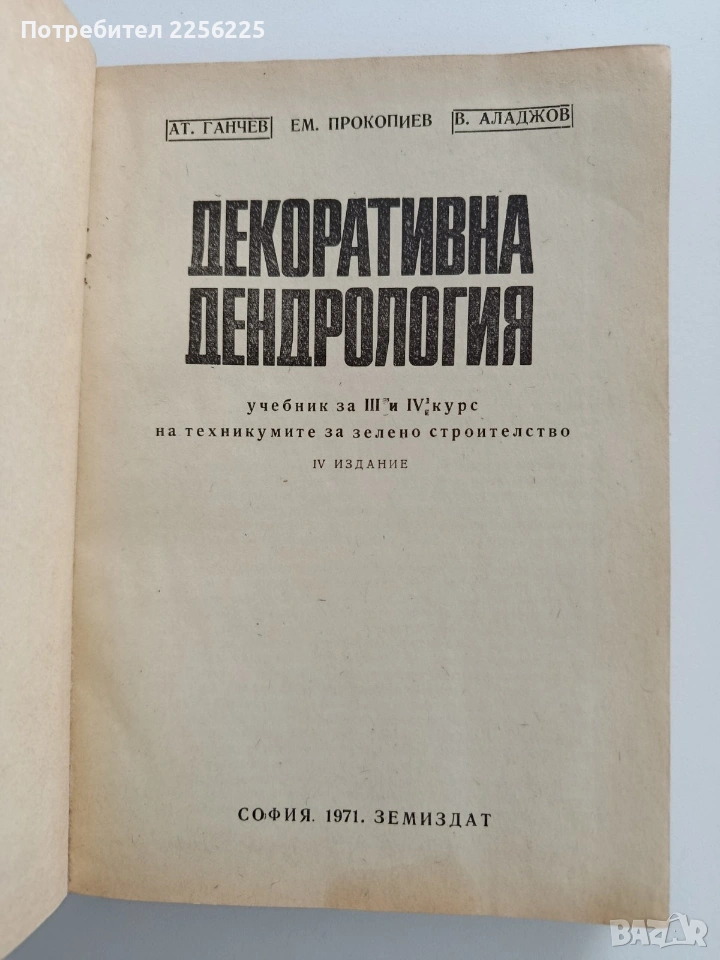 Потребител 2256225
АТ. ГАНЧЕВ ЕМ. ПРОКОПИЕВ В. АЛАДЖОВ
ДЕКОРАТИВНА
ДЕНДРОЛОГИЯ
учебник за III и IV курс
на техникумите за зелено строителство
IV ИЗДАНИЕ
СОФИЯ. 1971. ЗЕМИЗДАТ
BAZAR